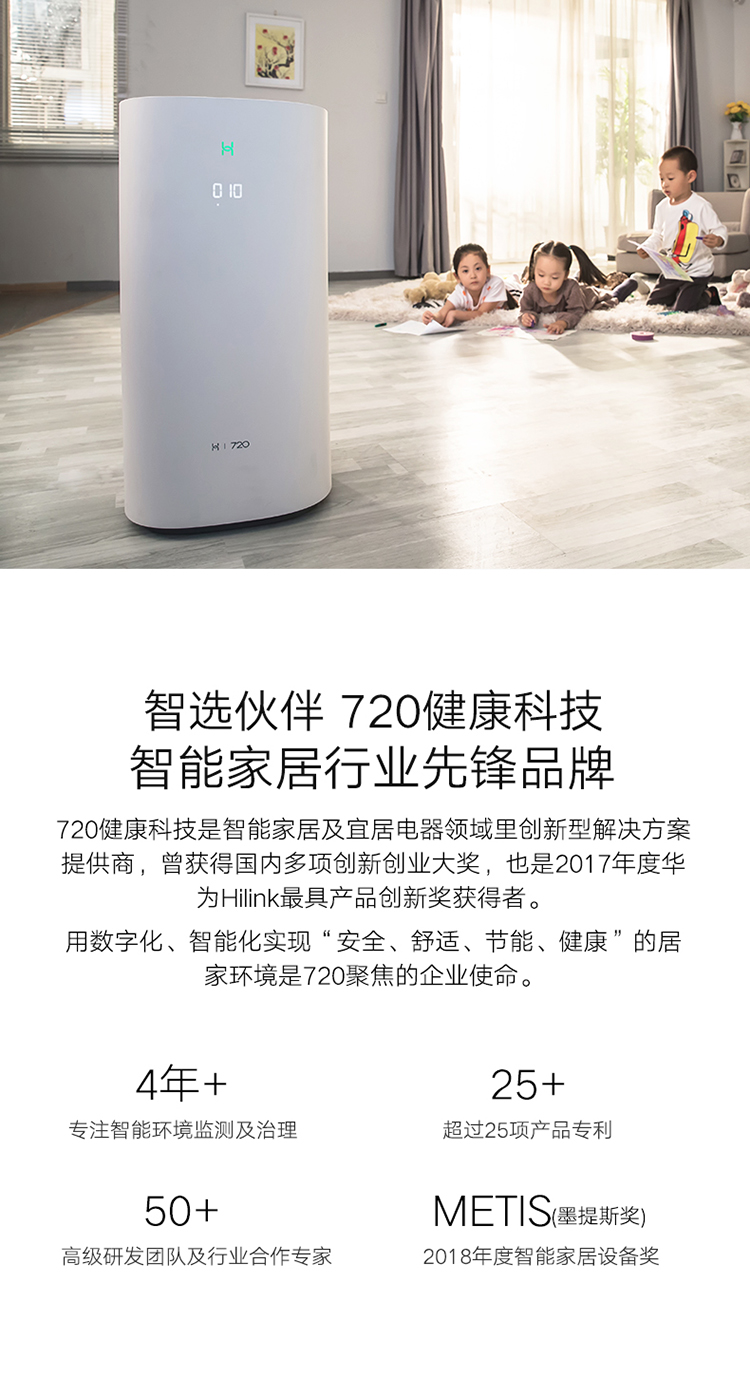 010
H | 720
智选伙伴 720健康科技
智能家居行业先锋品牌
720健康科技是智能家居及宜居电器领域里创新型解决方案
提供商，曾获得国内多项创新创业大奖，也是2017年度华
为Hilink最具产品创新奖获得者。
用数字化、智能化实现“安全、舒适、节能、健康”的居
家环境是720聚焦的企业使命。
4年+
25+
专注智能环境监测及治理
超过25项产品专利
50+
METIS(墨提斯奖)
高级研发团队及行业合作专家
2018年度智能家居设备奖